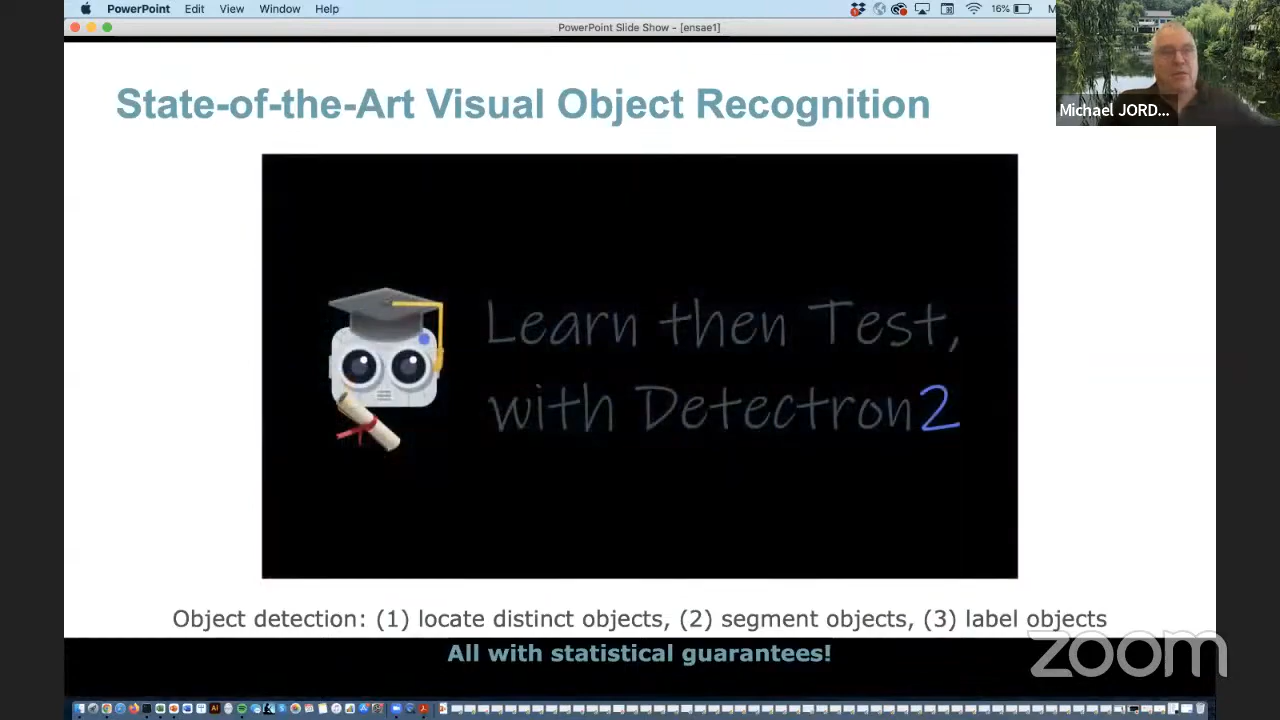 PowerPoint Edit View Window Help
16%
PowerPoint Slide Show - [ensae1]
Michael JORD...
State-of-the-Art Visual Object Recognition
Learn then Test,
with Detectron2
Object detection: (1) locate distinct objects, (2) segment objects, (3) label objects
All with statistical guarantees!
zoom